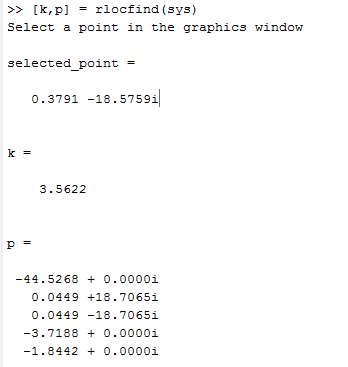 >> [k,p] = rlocfind(sys)
Select a point in the graphics window
selected_point =
0.3791 -18.5759i
k =
3.5622
p =
-44.5268 + 0.0000i
0.0449 +18.7065i
0.0449 -18.7065i
-3.7188 + 0.0000i
-1.8442 + 0.0000i